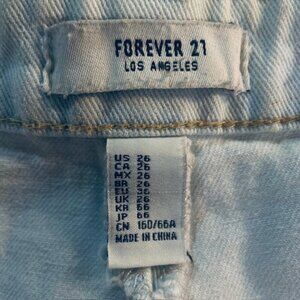 FOREVER 21
LOS ANGELES
US 26
CA 26
MX 26
BR 26
EU 36
UK 26
KR 66
JP 66
CN 160/66A
MADE IN CHINA